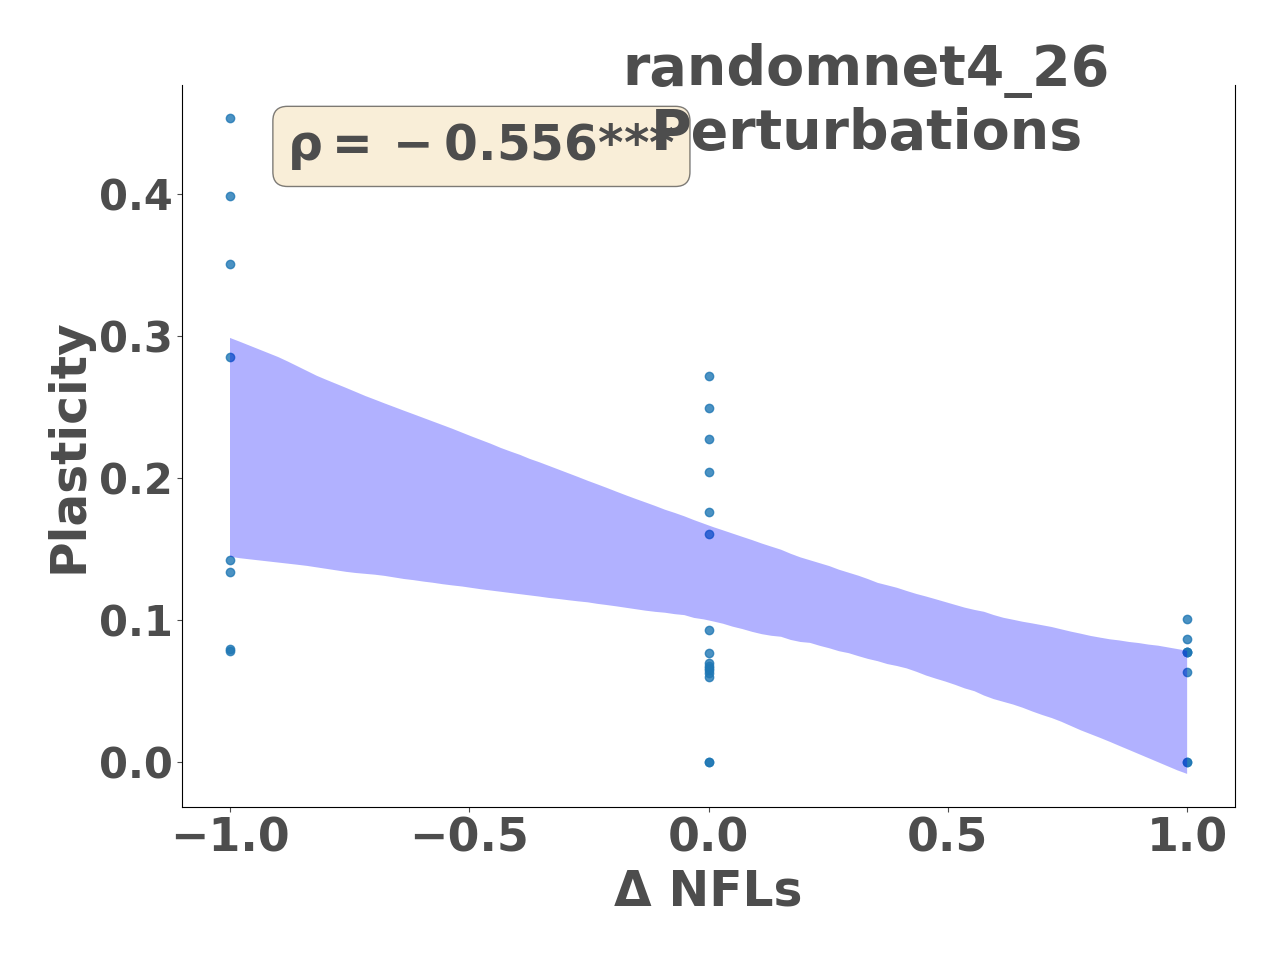 randomnet4_26
Perturbations
ρ = − 0.556***
Plasticity
0.4
0.3
0.2
0.1
0.0
−1.0 −0.5 0.0 0.5 1.0
Δ NFLs